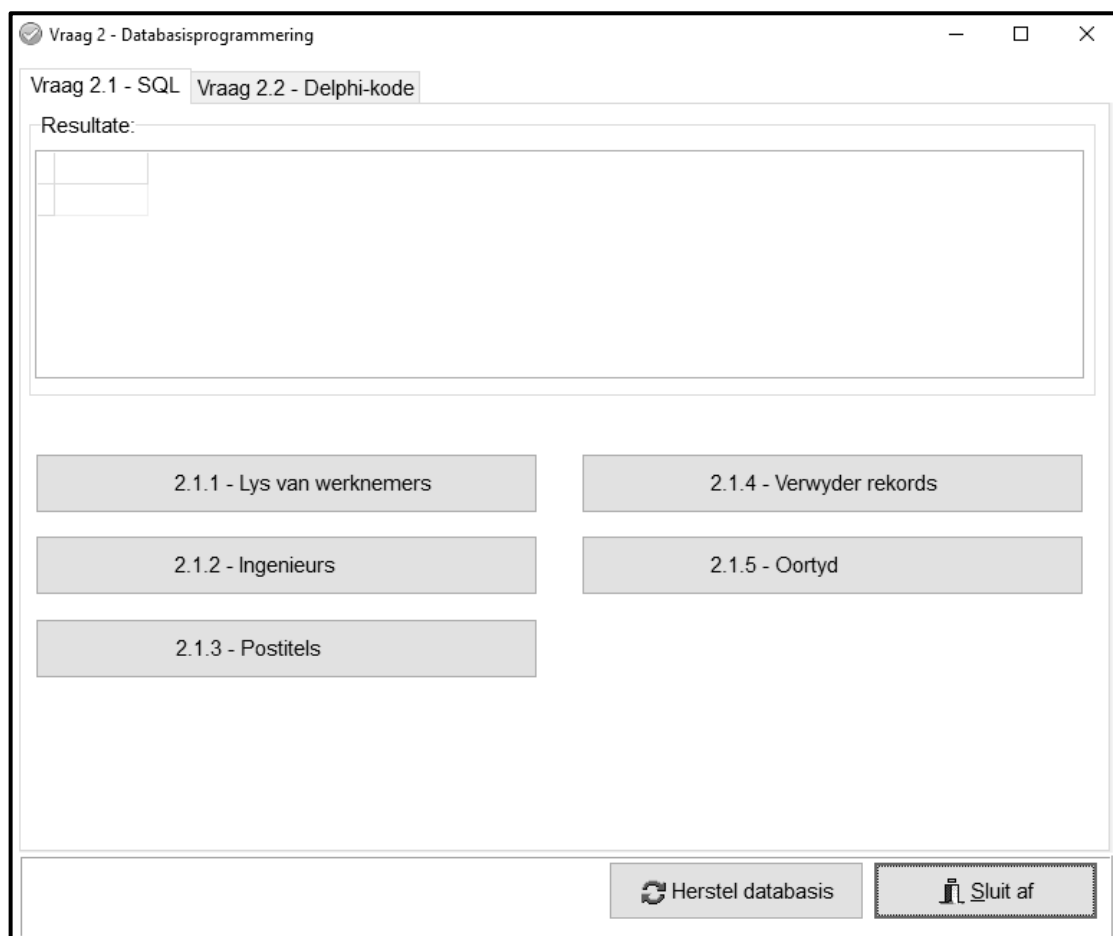 Vraag 2 - Databasisprogrammering
Vraag 2.1 - SQL Vraag 2.2 - Delphi-kode
Resultate:
2.1.1 - Lys van werknemers 2.1.4 - Verwyder rekords
2.1.2 - Ingenieurs 2.1.5 - Oortyd
2.1.3 - Postitels
Herstel databasis Sluit af